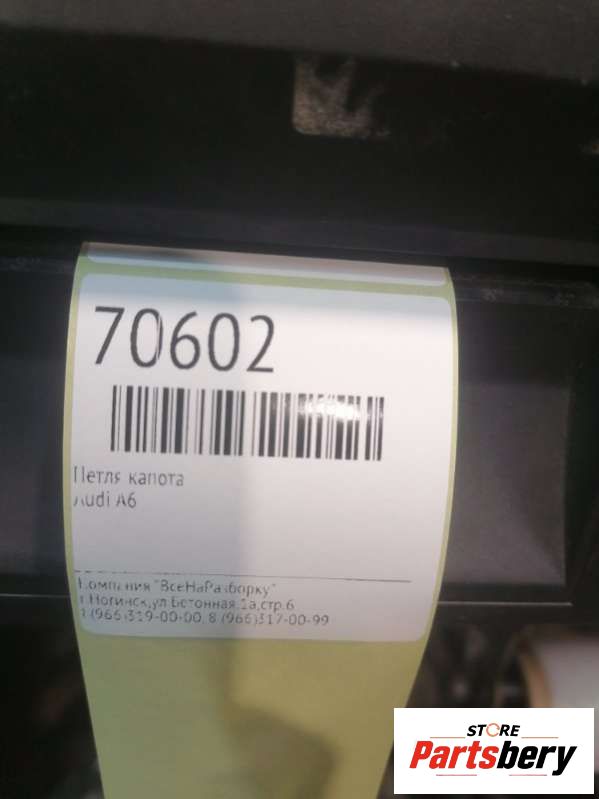 70602
Петля капота
Audi A6
Компания "ВсеНаРазборку"
г.Ногинск,ул.Бетонная,1а,стр.6
8 (966)319-00-00, 8 (966)317-00-99
STORE
Partsbery